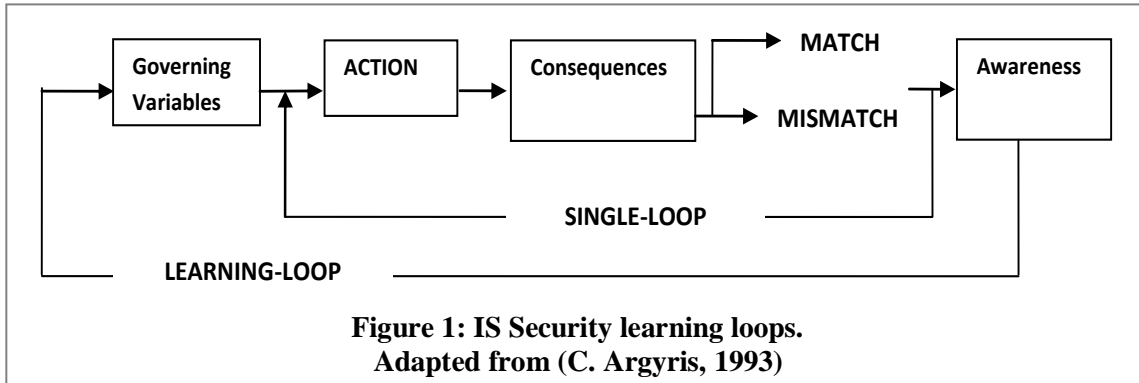 Governing
Variables
ACTION
Consequences
MATCH
MISMATCH
Awareness
SINGLE-LOOP
LEARNING-LOOP
Figure 1: IS Security learning loops.
Adapted from (C. Argyris, 1993)